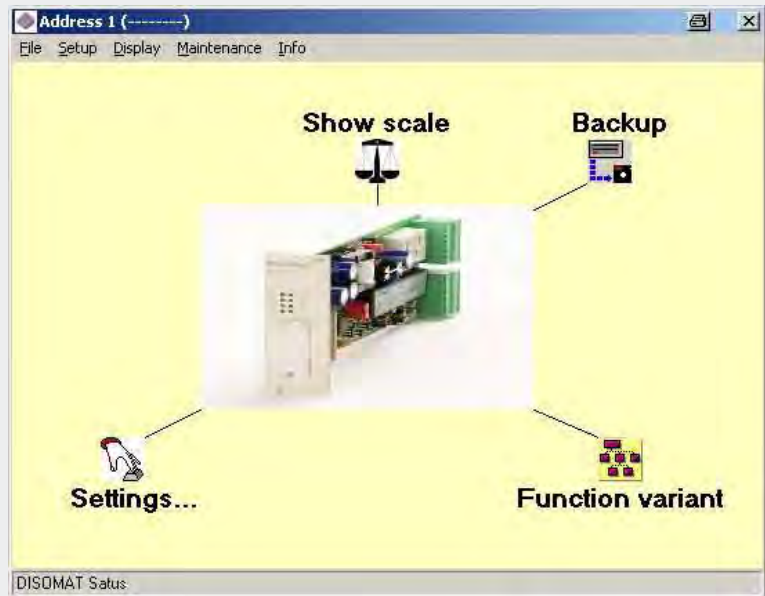 Address 1 (--------)
File Setup Display Maintenance Info
Show scale Backup
Settings...
Function variant
DISOMAT Satus